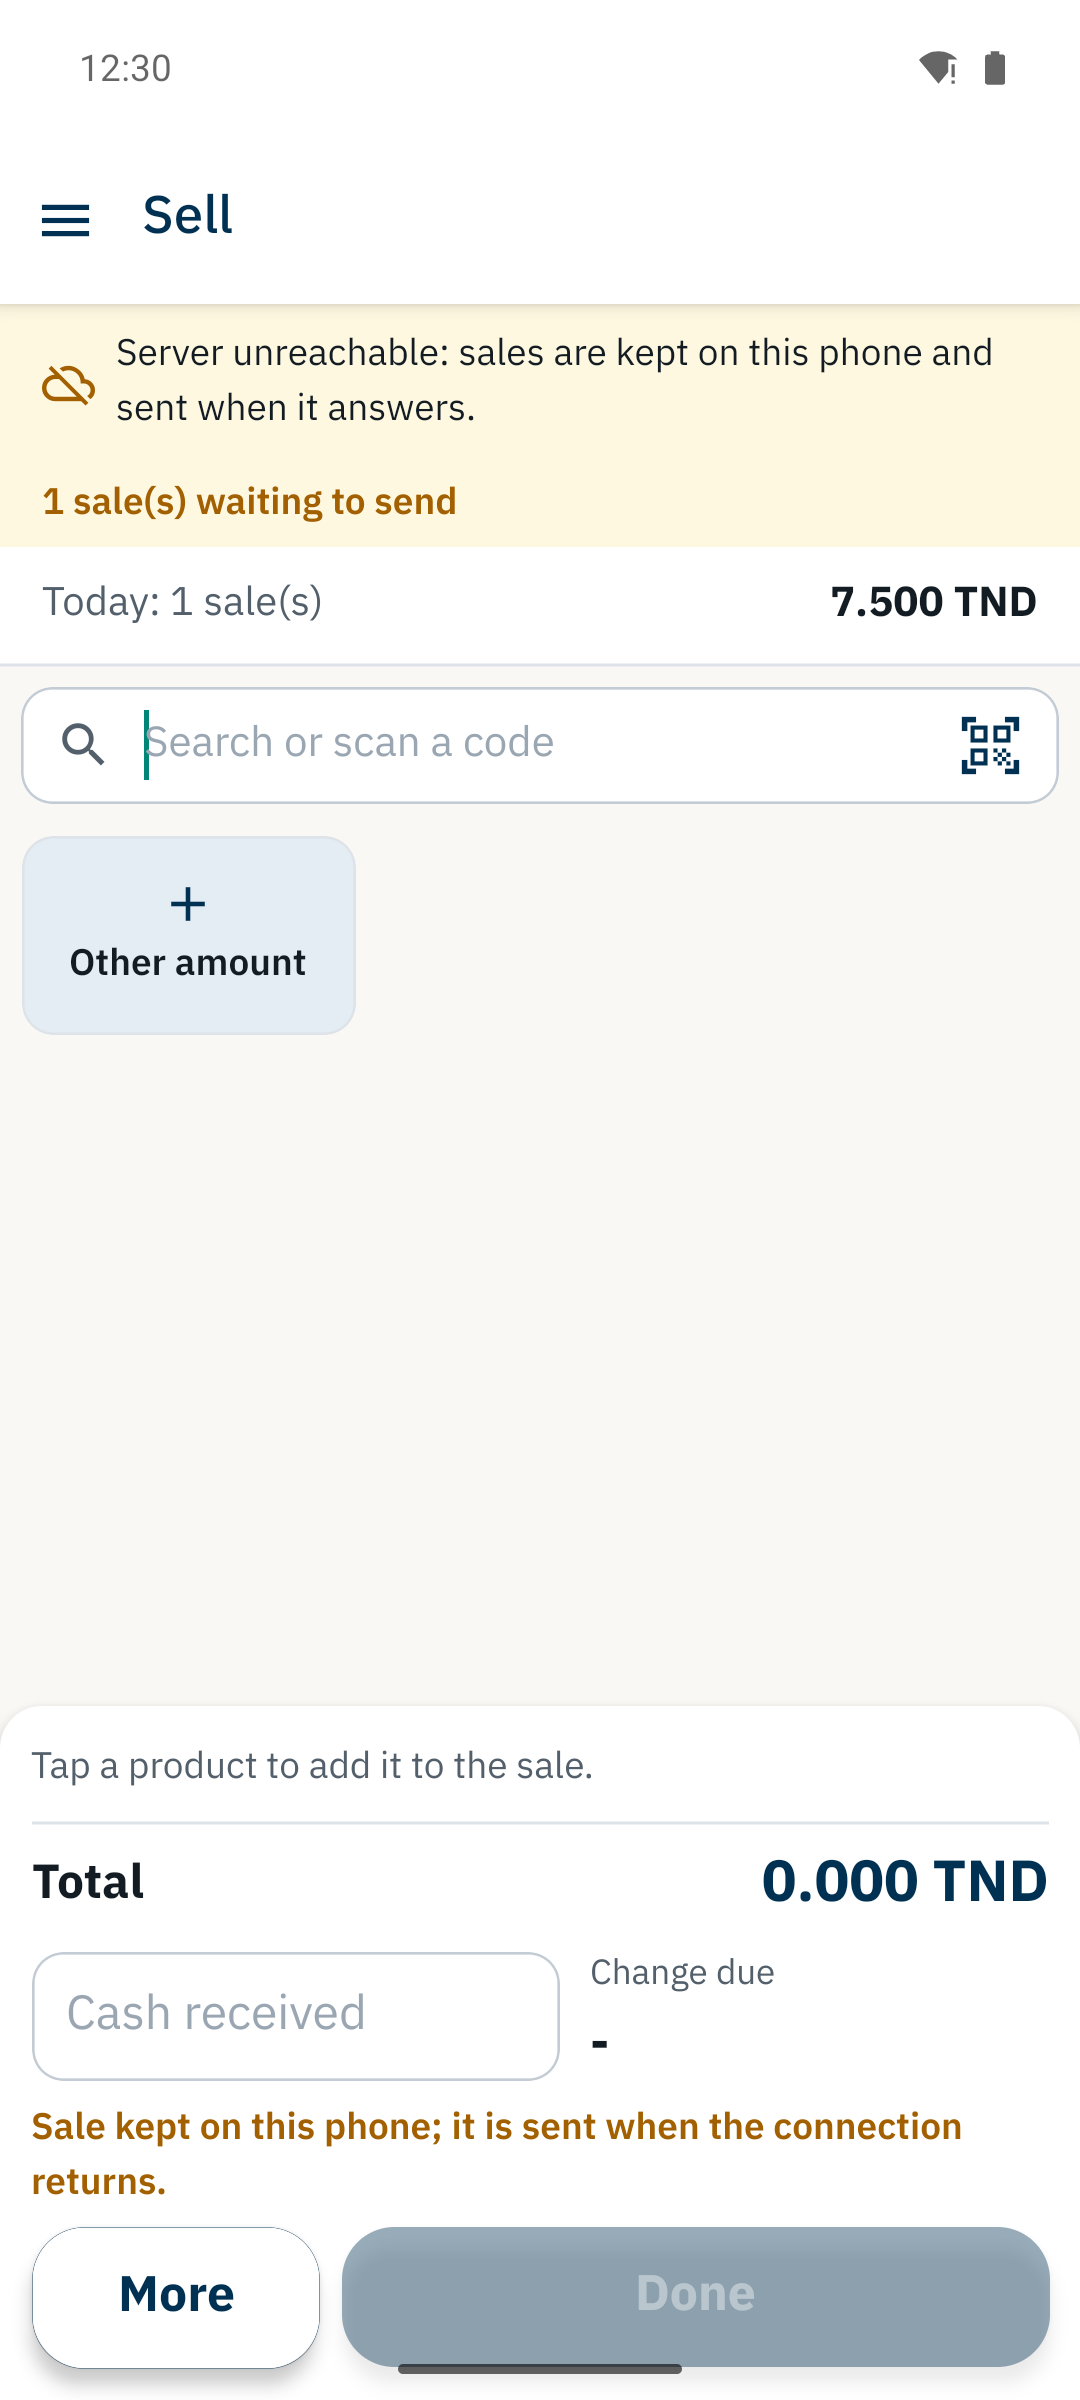 12:30
Sell
Server unreachable: sales are kept on this phone and
sent when it answers.
1 sale(s) waiting to send
Today: 1 sale(s)
7.500 TND
Search or scan a code
+
Other amount
Tap a product to add it to the sale.
Total
0.000 TND
Cash received
Change due
-
Sale kept on this phone; it is sent when the connection
returns.
More
Done